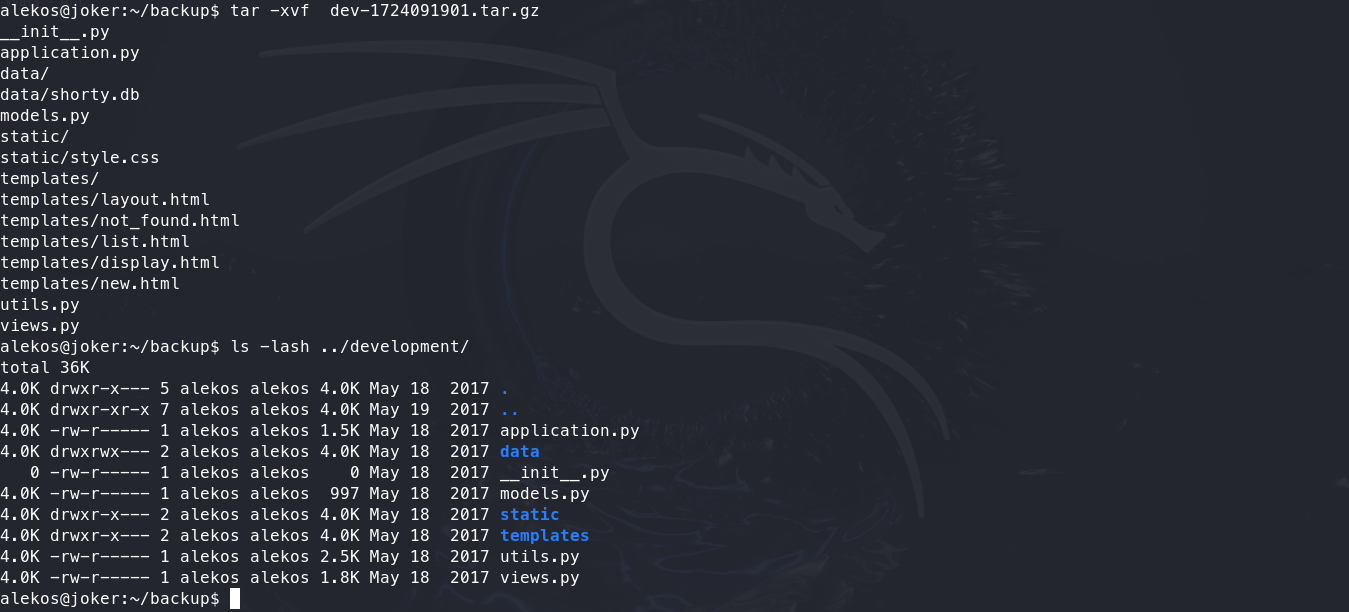 alekos@joker:~/backup$ tar -xvf  dev-1724091901.tar.gz
__init__.py
application.py
data/
data/shorty.db
models.py
static/
static/style.css
templates/
templates/layout.html
templates/not_found.html
templates/list.html
templates/display.html
templates/new.html
utils.py
views.py
alekos@joker:~/backup$ ls -lash ../development/
total 36K
4.0K drwxr-x--- 5 alekos alekos 4.0K May 18  2017 .
4.0K drwxr-xr-x 7 alekos alekos 4.0K May 19  2017 ..
4.0K -rw-r----- 1 alekos alekos 1.5K May 18  2017 application.py
4.0K drwxrwx--- 2 alekos alekos 4.0K May 18  2017 data
   0 -rw-r----- 1 alekos alekos    0 May 18  2017 __init__.py
4.0K -rw-r----- 1 alekos alekos  997 May 18  2017 models.py
4.0K drwxr-x--- 2 alekos alekos 4.0K May 18  2017 static
4.0K drwxr-x--- 2 alekos alekos 4.0K May 18  2017 templates
4.0K -rw-r----- 1 alekos alekos 2.5K May 18  2017 utils.py
4.0K -rw-r----- 1 alekos alekos 1.8K May 18  2017 views.py
alekos@joker:~/backup$